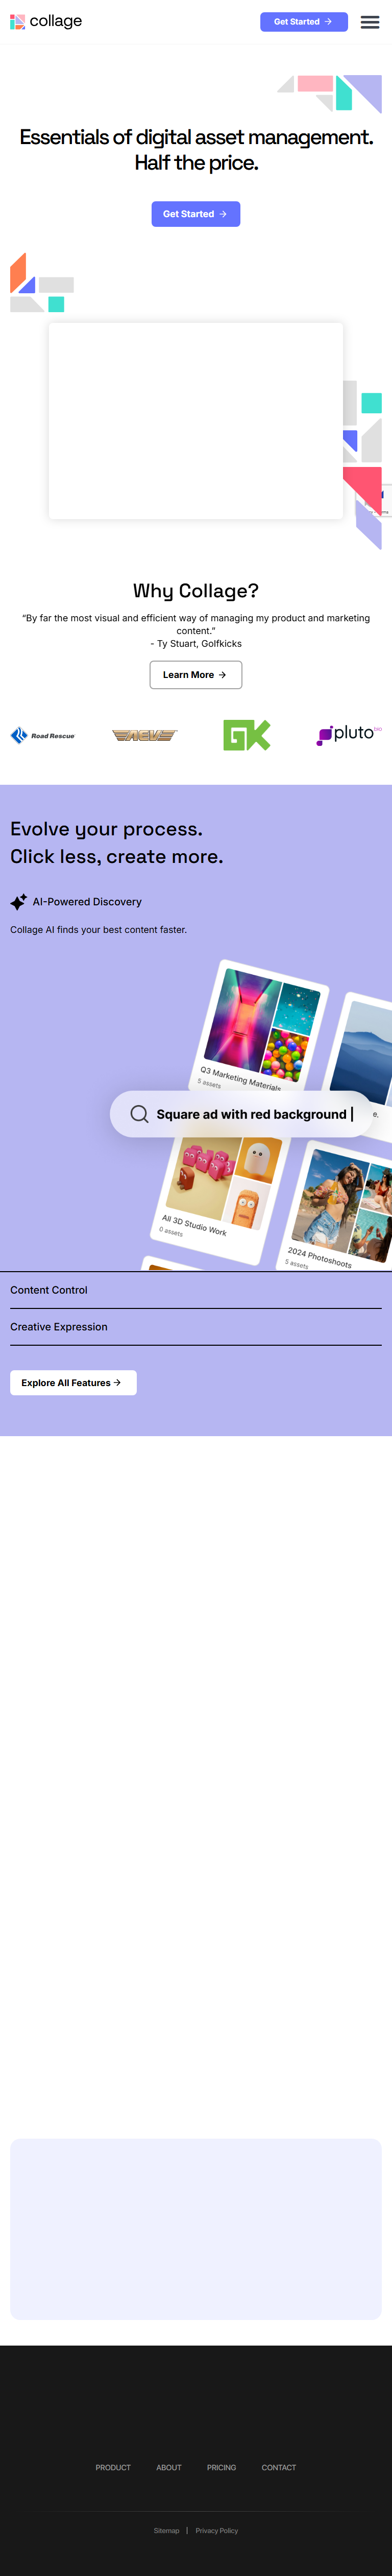 collage
Get Started →
Essentials of digital asset management.
Half the price.
Get Started →
Why Collage?
“By far the most visual and efficient way of managing my product and marketing
content.”
- Ty Stuart, Golfkicks
Learn More →
Road Rescue
AEV
GK
pluto
Evolve your process.
Click less, create more.
AI-Powered Discovery
Collage AI finds your best content faster.
Q3 Marketing Materials
5 assets
Square ad with red background |
All 3D Studio Work
0 assets
2024 Photoshoots
5 assets
Content Control
Creative Expression
Explore All Features →
PRODUCT ABOUT PRICING CONTACT
Sitemap | Privacy Policy